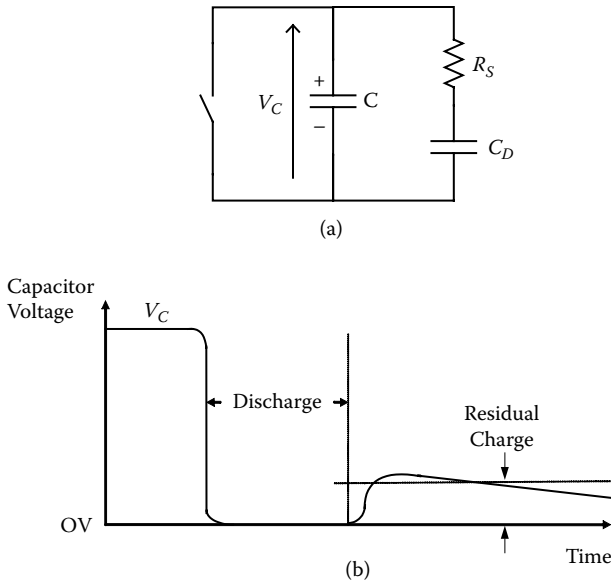 R_S
+
V_C
C
–
C_D
(a)
Capacitor
Voltage
V_C
Discharge
Residual
Charge
OV
Time
(b)